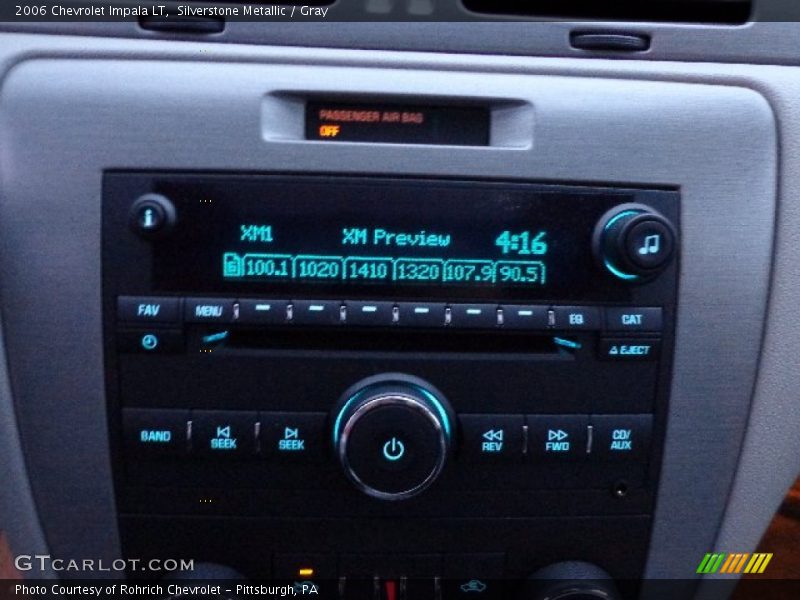 2006 Chevrolet Impala LT, Silverstone Metallic / Gray
PASSENGER AIR BAG
OFF
XM1 XM Preview 4:16
100.1 1020 1410 1320 107.9 90.5
FAV MENU EQ CAT
EJECT
BAND SEEK SEEK REV FWD CD/AUX
GTCARLOT.COM
Photo Courtesy of Rohrich Chevrolet - Pittsburgh, PA